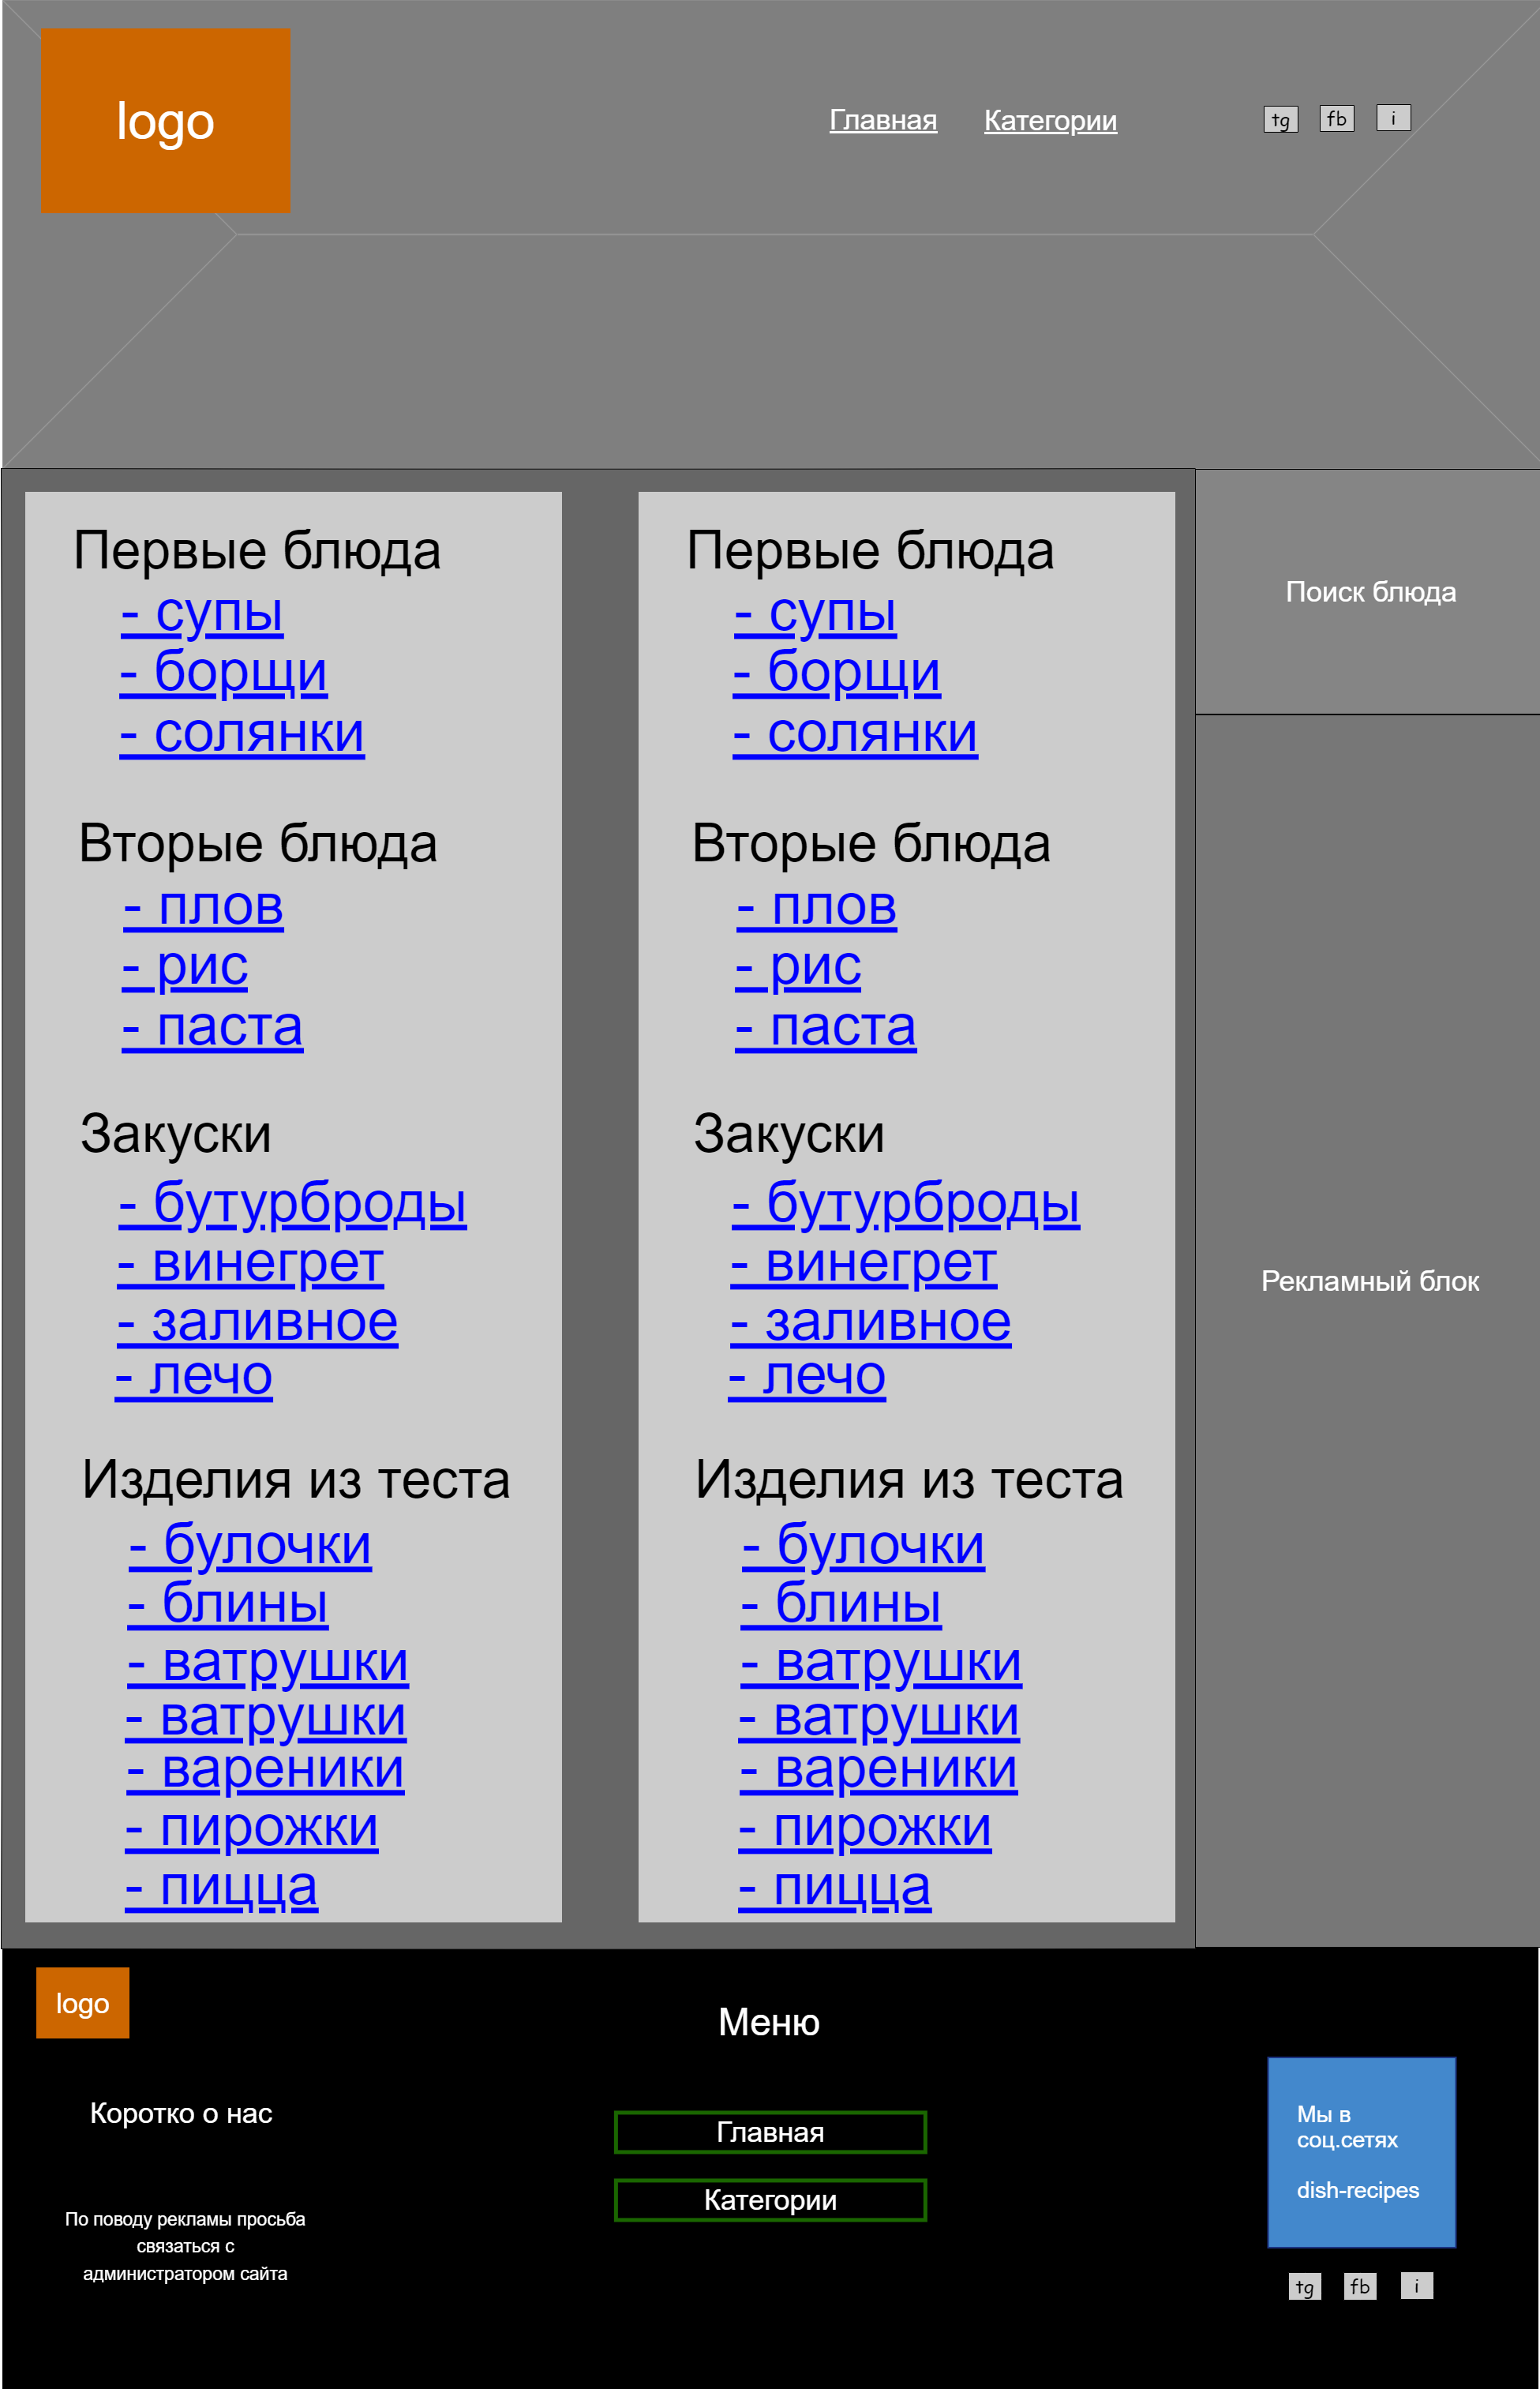 logo
Главная
Категории
tg
fb
i
Первые блюда
- супы
- борщи
- солянки
Вторые блюда
- плов
- рис
- паста
Закуски
- бутурброды
- винегрет
- заливное
- лечо
Изделия из теста
- булочки
- блины
- ватрушки
- ватрушки
- вареники
- пирожки
- пицца
Первые блюда
- супы
- борщи
- солянки
Вторые блюда
- плов
- рис
- паста
Закуски
- бутурброды
- винегрет
- заливное
- лечо
Изделия из теста
- булочки
- блины
- ватрушки
- ватрушки
- вареники
- пирожки
- пицца
Поиск блюда
Рекламный блок
logo
Коротко о нас
По поводу рекламы просьба
связаться с
администратором сайта
Меню
Главная
Категории
Мы в
соц.сетях
dish-recipes
tg
fb
i